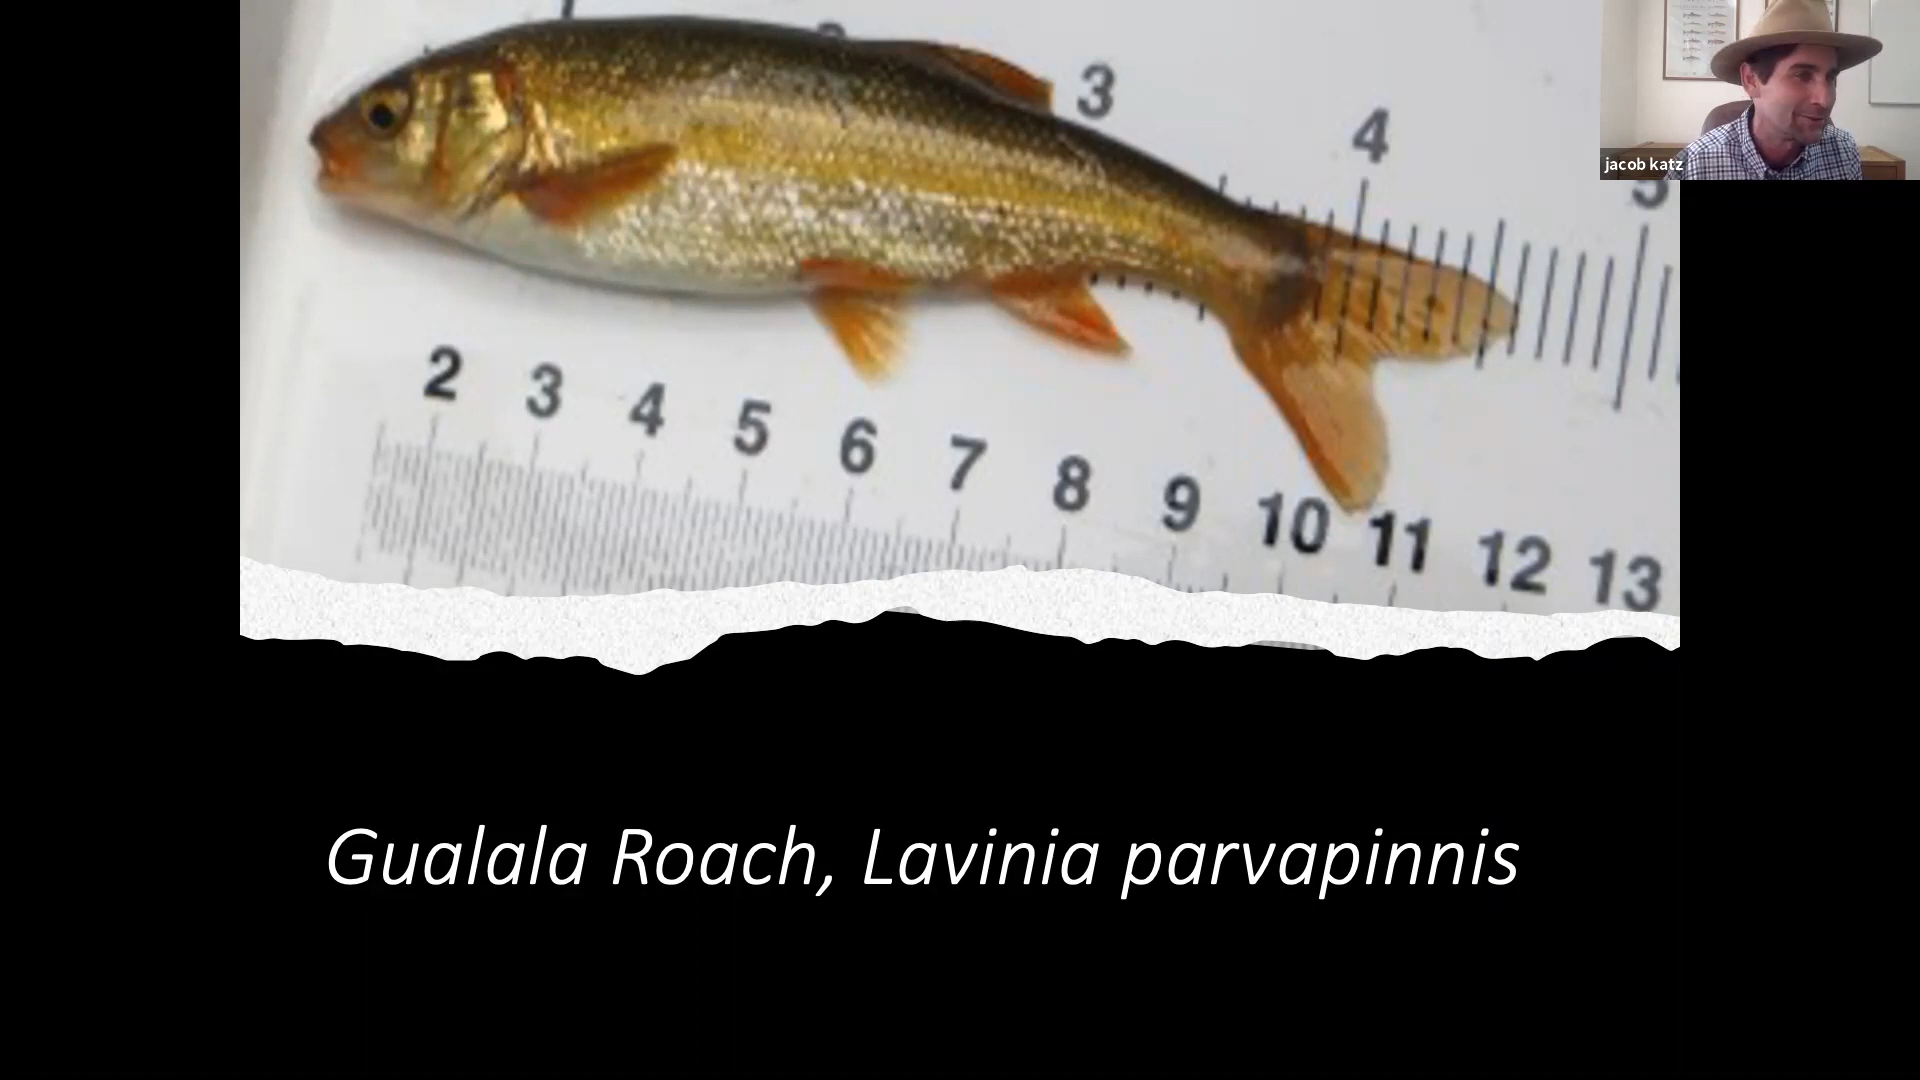 3
4
5
jacob katz
2 3 4 5 6 7 8 9 10 11 12 13
Gualala Roach, Lavinia parvapinnis